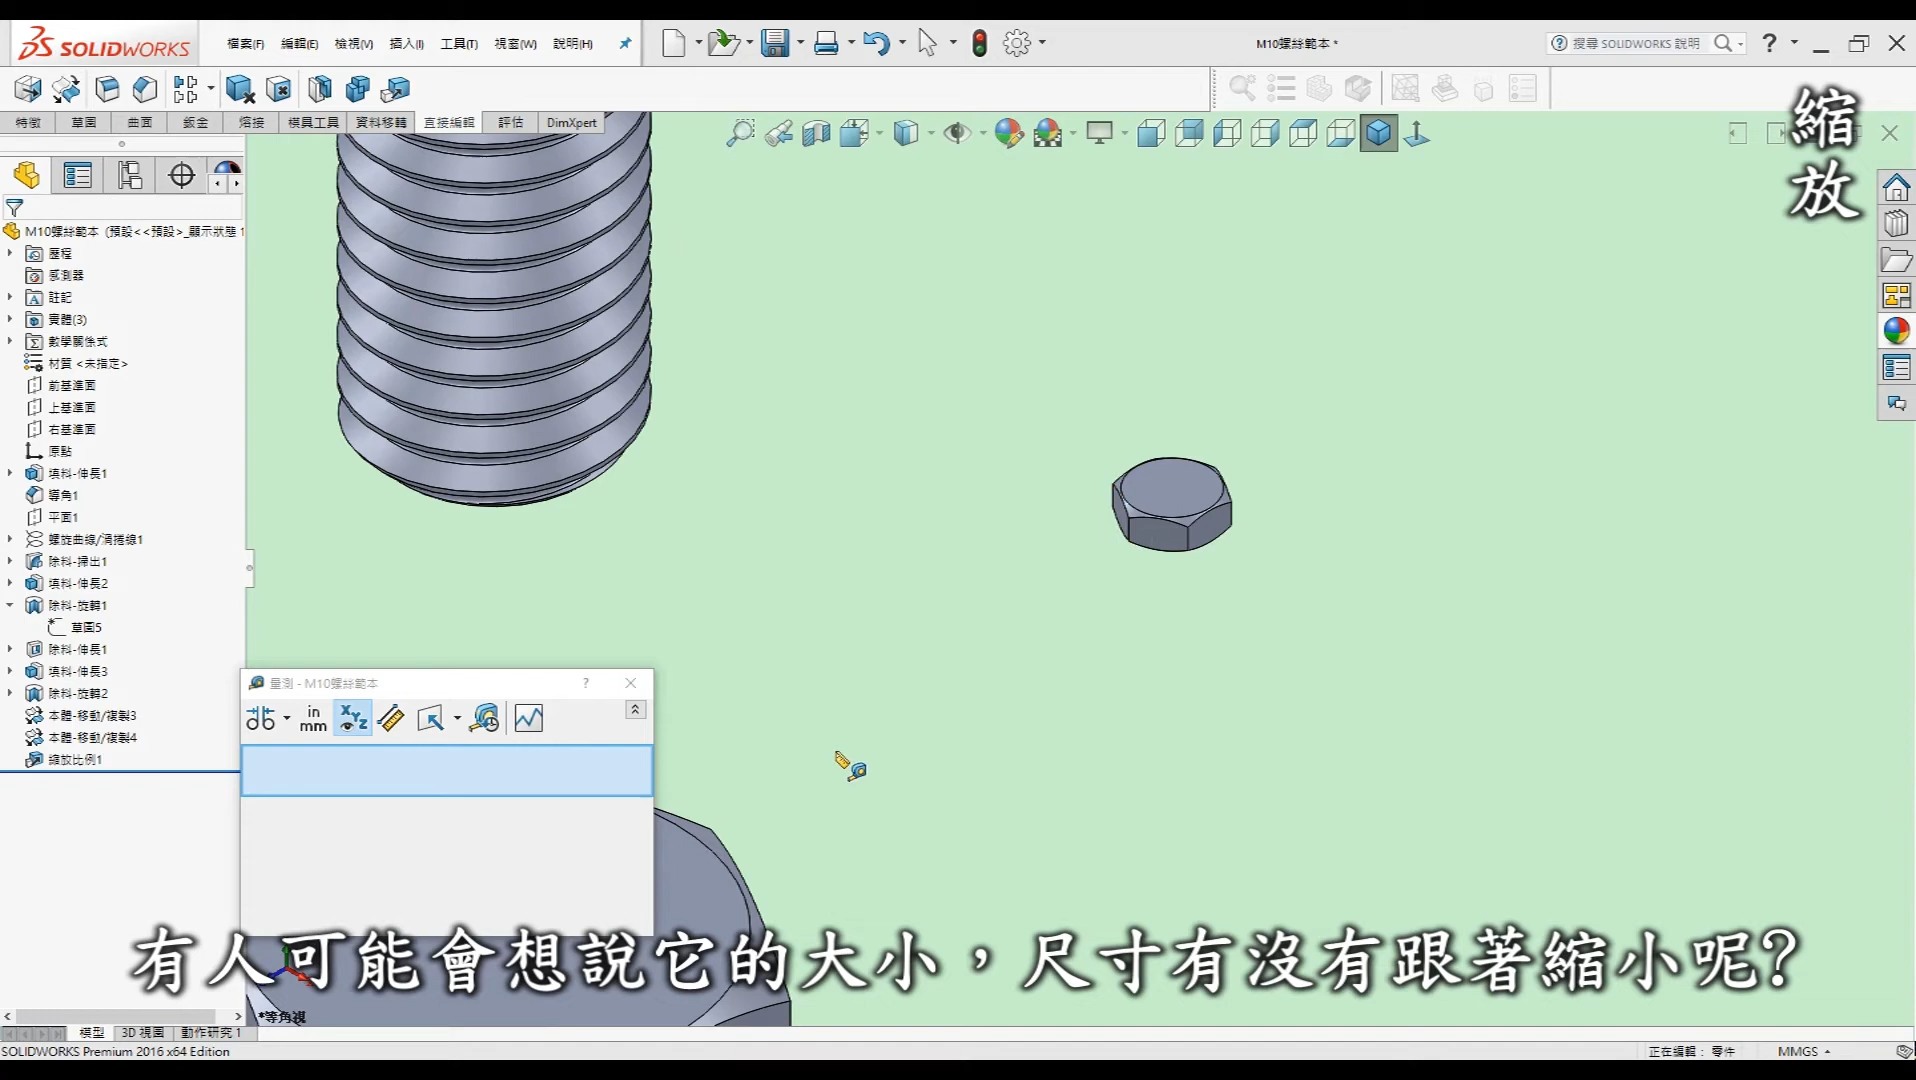 SOLIDWORKS
檔案(F) 編輯(E) 檢視(V) 插入(I) 工具(T) 視窗(W) 說明(H)
M10螺絲範本 *
搜尋 SOLIDWORKS 說明
特徵 草圖 曲面 鈑金 熔接 模具工具 資料移轉 直接編輯 評估 DimXpert
縮
放
M10螺絲範本 (預設<<預設>_顯示狀態 1
歷程
感測器
註記
實體(3)
數學關係式
材質 <未指定>
前基準面
上基準面
右基準面
原點
填料-伸長1
導角1
平面1
螺旋曲線/渦捲線1
除料-掃出1
填料-伸長2
除料-旋轉1
草圖5
除料-伸長1
填料-伸長3
除料-旋轉2
本體-移動/複製3
本體-移動/複製4
縮放比例1
量測 - M10螺絲範本
in
mm
XYZ
有人可能會想說它的大小，尺寸有沒有跟著縮小呢？
*等角視
模型 3D 視圖 動作研究 1
SOLIDWORKS Premium 2016 x64 Edition
正在編輯： 零件 MMGS